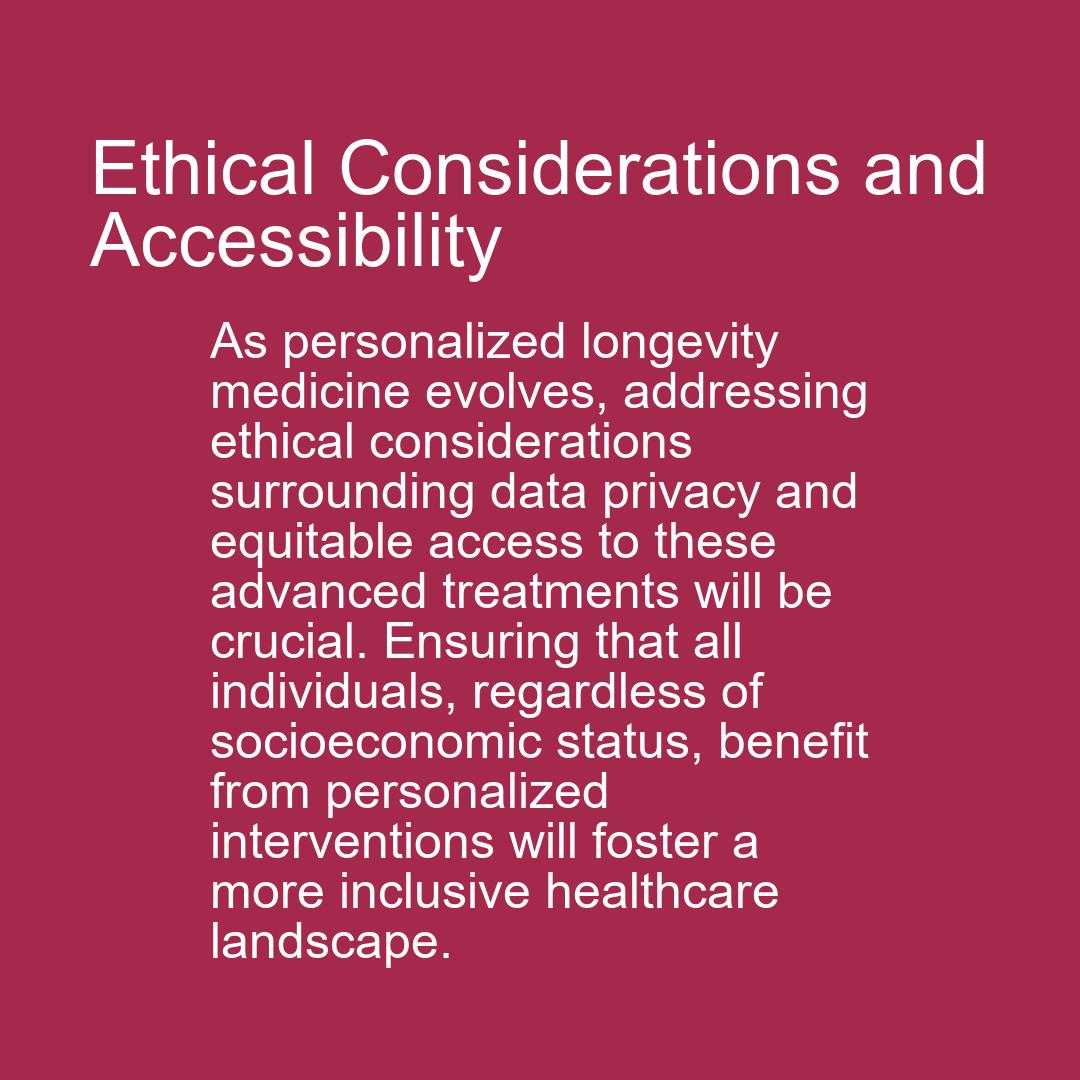 Ethical Considerations and
Accessibility
As personalized longevity
medicine evolves, addressing
ethical considerations
surrounding data privacy and
equitable access to these
advanced treatments will be
crucial. Ensuring that all
individuals, regardless of
socioeconomic status, benefit
from personalized
interventions will foster a
more inclusive healthcare
landscape.